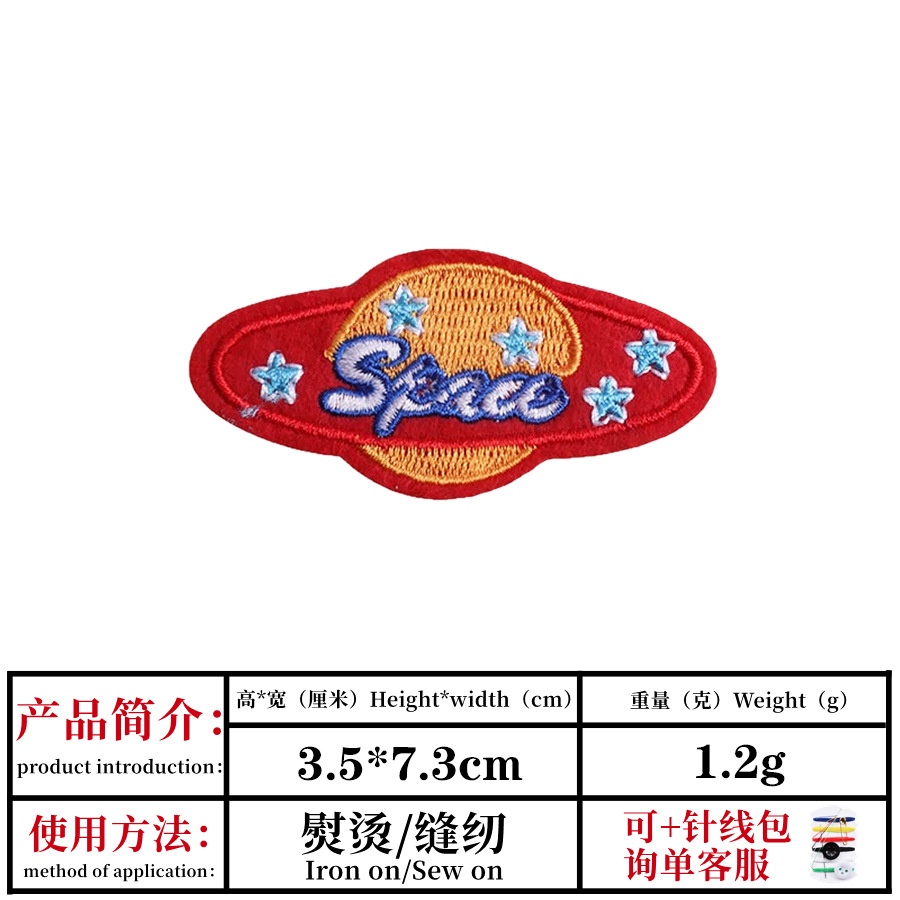 Space
产品简介：
product introduction：
高*宽（厘米）Height*width（cm）
重量（克）Weight（g）
3.5*7.3cm
1.2g
使用方法：
method of application：
熨烫/缝纫
Iron on/Sew on
可+针线包
询单客服